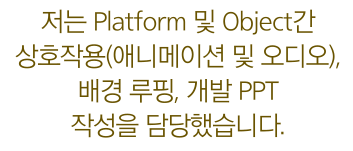 저는 Platform 및 Object간
상호작용(애니메이션 및 오디오),
배경 루핑, 개발 PPT
작성을 담당했습니다.